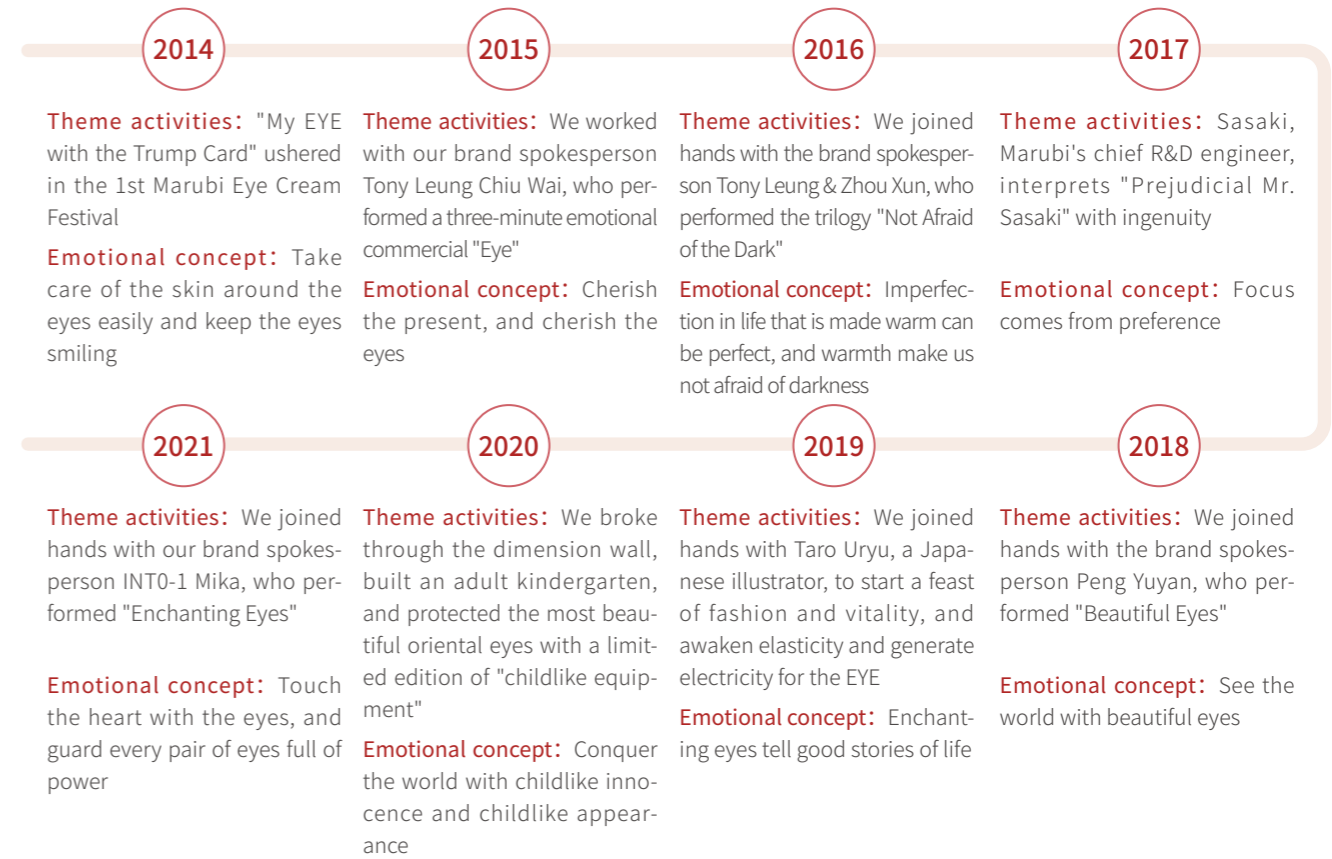 2014
Theme activities: "My EYE
with the Trump Card" ushered
in the 1st Marubi Eye Cream
Festival
Emotional concept: Take
care of the skin around the
eyes easily and keep the eyes
smiling
2015
Theme activities: We worked
with our brand spokesperson
Tony Leung Chiu Wai, who per-
formed a three-minute emotional
commercial "Eye"
Emotional concept: Cherish
the present, and cherish the
eyes
2016
Theme activities: We joined
hands with the brand spokesper-
son Tony Leung & Zhou Xun, who
performed the trilogy "Not Afraid
of the Dark"
Emotional concept: Imperfec-
tion in life that is made warm can
be perfect, and warmth make us
not afraid of darkness
2017
Theme activities: Sasaki,
Marubi's chief R&D engineer,
interprets "Prejudicial Mr.
Sasaki" with ingenuity
Emotional concept: Focus
comes from preference
2018
Theme activities: We joined
hands with the brand spokes-
person Peng Yuyan, who per-
formed "Beautiful Eyes"
Emotional concept: See the
world with beautiful eyes
2019
Theme activities: We joined
hands with Taro Uryu, a Japa-
nese illustrator, to start a feast
of fashion and vitality, and
awaken elasticity and generate
electricity for the EYE
Emotional concept: Enchant-
ing eyes tell good stories of life
2020
Theme activities: We broke
through the dimension wall,
built an adult kindergarten,
and protected the most beau-
tiful oriental eyes with a limit-
ed edition of "childlike equip-
ment"
Emotional concept: Conquer
the world with childlike inno-
cence and childlike appear-
ance
2021
Theme activities: We joined
hands with our brand spokes-
person INT0-1 Mika, who per-
formed "Enchanting Eyes"
Emotional concept: Touch
the heart with the eyes, and
guard every pair of eyes full of
power